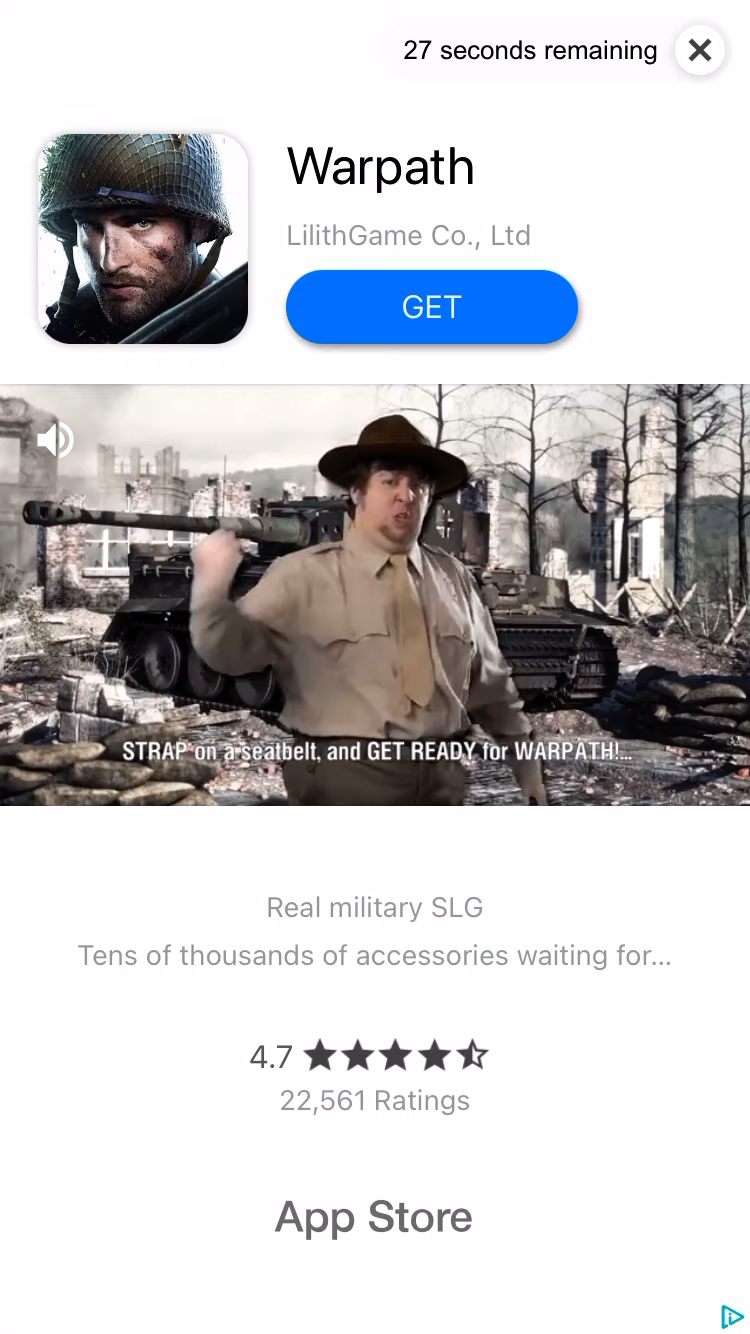 27 seconds remaining
Warpath
LilithGame Co., Ltd
GET
STRAP on a seatbelt, and GET READY for WARPATH!...
Real military SLG
Tens of thousands of accessories waiting for...
4.7
22,561 Ratings
App Store